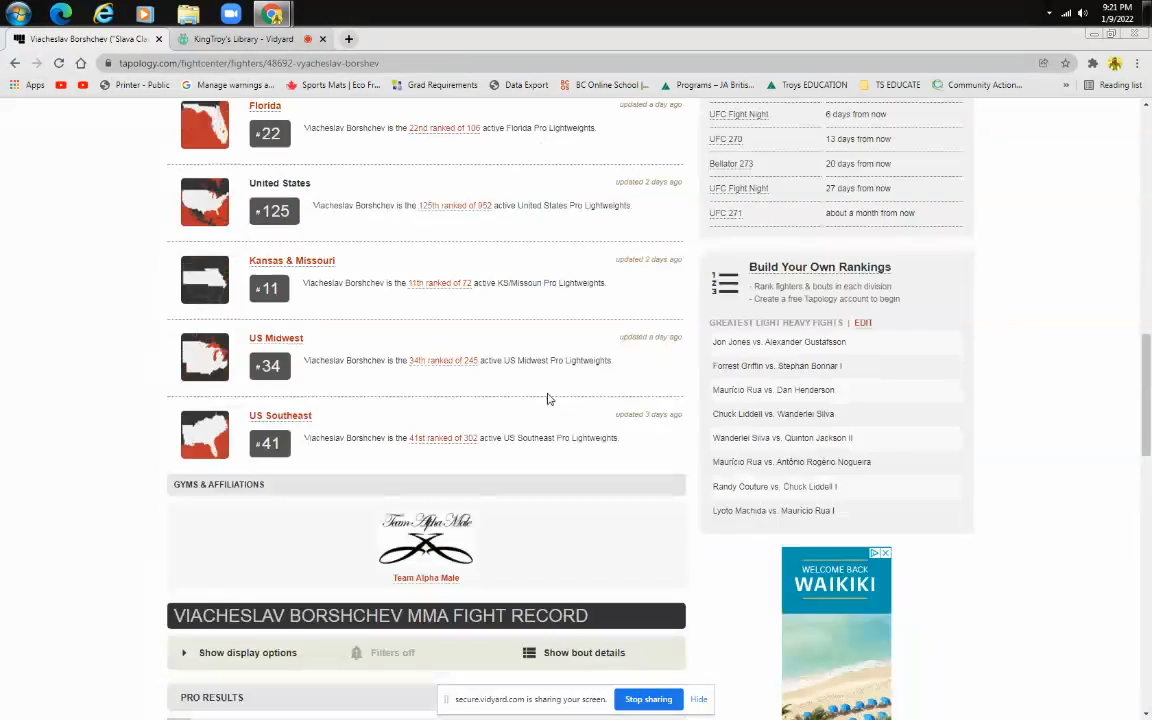 9:21 PM
1/9/2022
Viacheslav Borshchev ("Slava Cla
KingTroy's Library - Vidyard
tapology.com/fightcenter/fighters/48692-vyacheslav-borshev
Apps
Printer - Public
Manage warnings a...
Sports Mats | Eco Fr...
Grad Requirements
Data Export
BC Online School |...
Programs – JA Britis...
Troys EDUCATION
TS EDUCATE
Community Action...
»
Reading list
Florida
updated a day ago
#22
Viacheslav Borshchev is the 22nd ranked of 106 active Florida Pro Lightweights.
United States
updated 2 days ago
#125
Viacheslav Borshchev is the 125th ranked of 952 active United States Pro Lightweights.
Kansas & Missouri
updated 2 days ago
#11
Viacheslav Borshchev is the 11th ranked of 72 active KS/Missouri Pro Lightweights.
US Midwest
updated a day ago
#34
Viacheslav Borshchev is the 34th ranked of 245 active US Midwest Pro Lightweights.
US Southeast
updated 3 days ago
#41
Viacheslav Borshchev is the 41st ranked of 302 active US Southeast Pro Lightweights.
GYMS & AFFILIATIONS
Team Alpha Male
Team Alpha Male
VIACHESLAV BORSHCHEV MMA FIGHT RECORD
Show display options
Filters off
Show bout details
PRO RESULTS
UFC Fight Night 6 days from now
UFC 270 13 days from now
Bellator 273 20 days from now
UFC Fight Night 27 days from now
UFC 271 about a month from now
1
2
3
Build Your Own Rankings
- Rank fighters & bouts in each division
- Create a free Tapology account to begin
GREATEST LIGHT HEAVY FIGHTS | EDIT
Jon Jones vs. Alexander Gustafsson
Forrest Griffin vs. Stephan Bonnar I
Maurício Rua vs. Dan Henderson
Chuck Liddell vs. Wanderlei Silva
Wanderlei Silva vs. Quinton Jackson II
Maurício Rua vs. Antônio Rogério Nogueira
Randy Couture vs. Chuck Liddell I
Lyoto Machida vs. Maurício Rua I
WELCOME BACK
WAIKIKI
secure.vidyard.com is sharing your screen.
Stop sharing
Hide